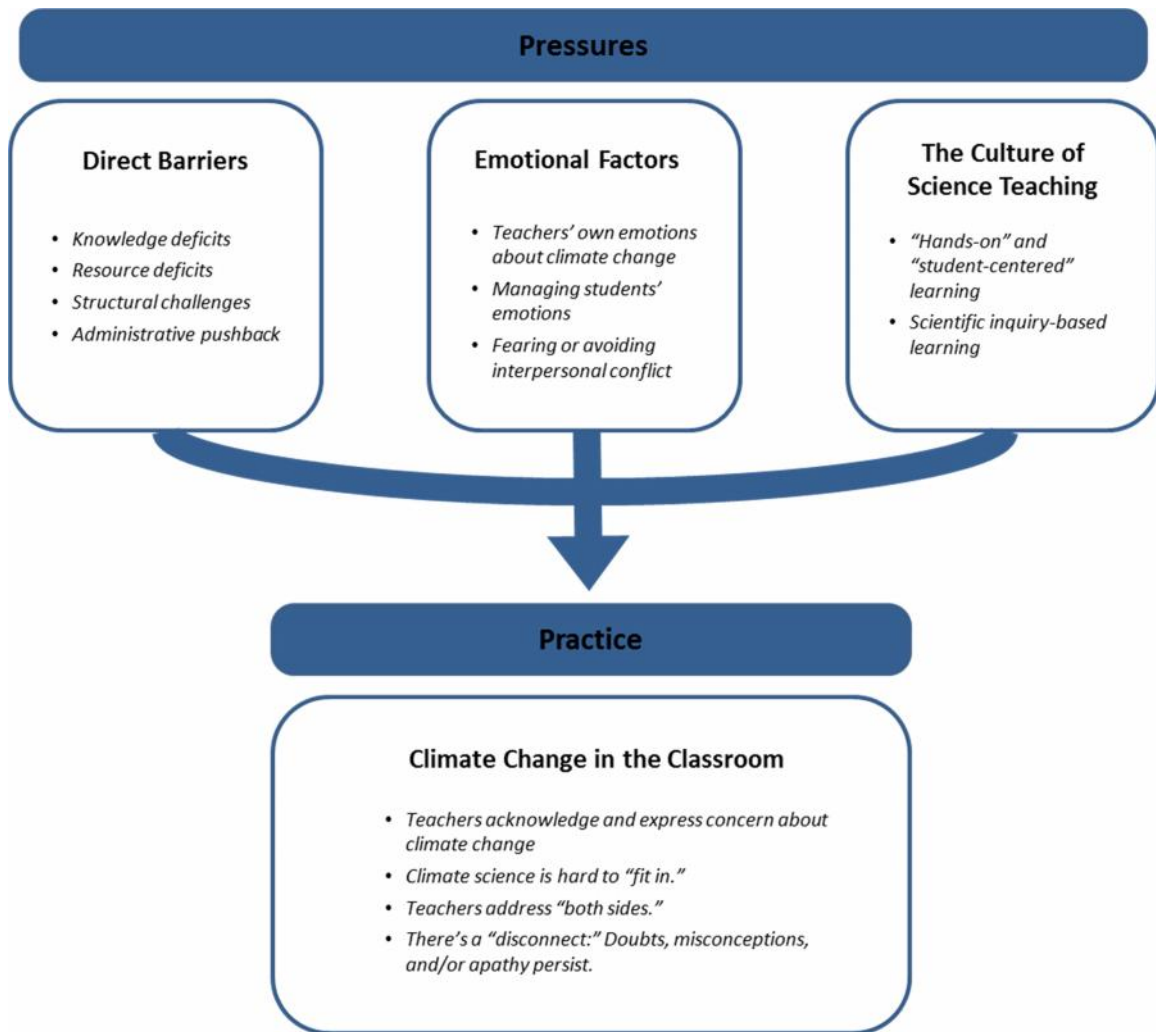 Pressures
Direct Barriers
• Knowledge deficits
• Resource deficits
• Structural challenges
• Administrative pushback
Emotional Factors
• Teachers’ own emotions
about climate change
• Managing students’
emotions
• Fearing or avoiding
interpersonal conflict
The Culture of
Science Teaching
• “Hands-on” and
“student-centered”
learning
• Scientific inquiry-based
learning
Practice
Climate Change in the Classroom
• Teachers acknowledge and express concern about
climate change
• Climate science is hard to “fit in.”
• Teachers address “both sides.”
• There’s a “disconnect:” Doubts, misconceptions,
and/or apathy persist.